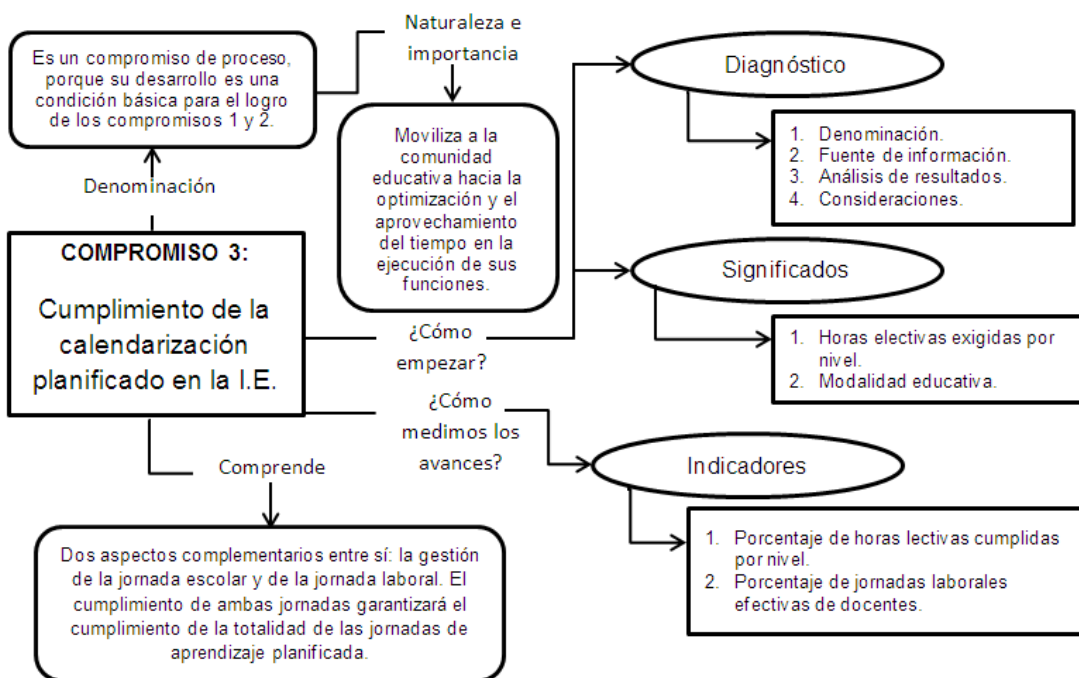 Es un compromiso de proceso,
porque su desarrollo es una
condición básica para el logro
de los compromisos 1 y 2.
Denominación
COMPROMISO 3:
Cumplimiento de la
calendarización
planificado en la I.E.
Naturaleza e
importancia
Moviliza a la
comunidad
educativa hacia la
optimización y el
aprovechamiento
del tiempo en la
ejecución de sus
funciones.
¿Cómo
empezar?
Diagnóstico
1. Denominación.
2. Fuente de información.
3. Análisis de resultados.
4. Consideraciones.
Significados
1. Horas electivas exigidas por
nivel.
2. Modalidad educativa.
¿Cómo
medimos los
avances?
Indicadores
1. Porcentaje de horas lectivas cumplidas
por nivel.
2. Porcentaje de jornadas laborales
efectivas de docentes.
Comprende
Dos aspectos complementarios entre sí: la gestión
de la jornada escolar y de la jornada laboral. El
cumplimiento de ambas jornadas garantizará el
cumplimiento de la totalidad de las jornadas de
aprendizaje planificada.